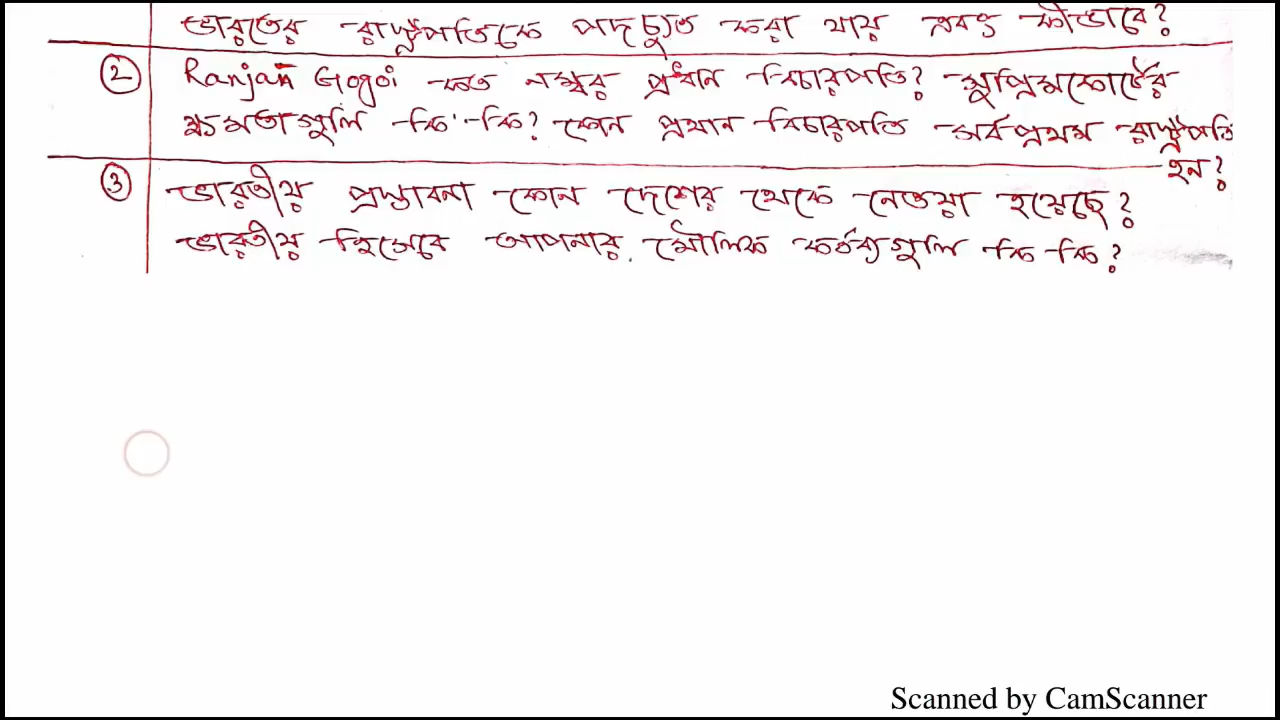 ভারতের রাষ্ট্রপতিকে পদচ্যুত করা যায় এবং কীভাবে?
② Ranjan Gogoi কত নম্বর প্রধান বিচারপতি? সুপ্রিমকোর্টের
ক্ষমতাগুলি কি-কি? কোন প্রধান বিচারপতি সর্বপ্রথম রাষ্ট্রপতি
হন?
③ ভারতীয় প্রস্তাবনা কোন দেশের থেকে নেওয়া হয়েছে?
ভারতীয় হিসেবে আপনার মৌলিক কর্তব্যগুলি কি-কি?
Scanned by CamScanner